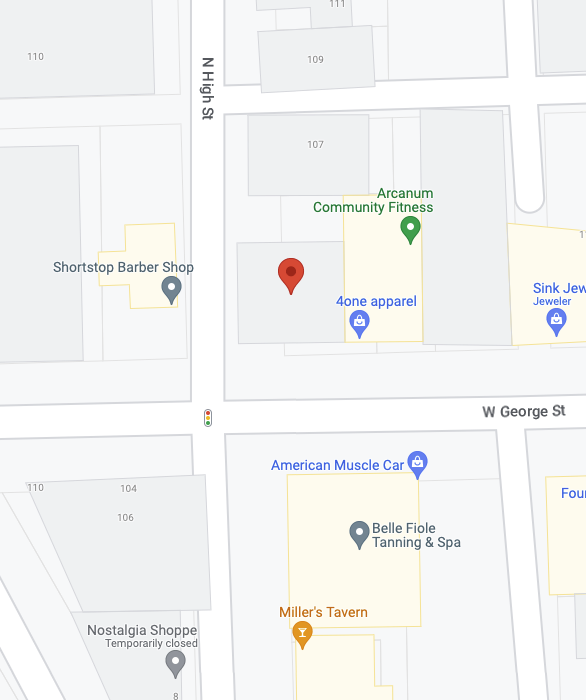 111
110
109
N High St
107
Arcanum
Community Fitness
Shortstop Barber Shop
4one apparel
Sink Jew
Jeweler
W George St
American Muscle Car
110
104
106
Four
Belle Fiole
Tanning & Spa
Miller's Tavern
Nostalgia Shoppe
Temporarily closed
8